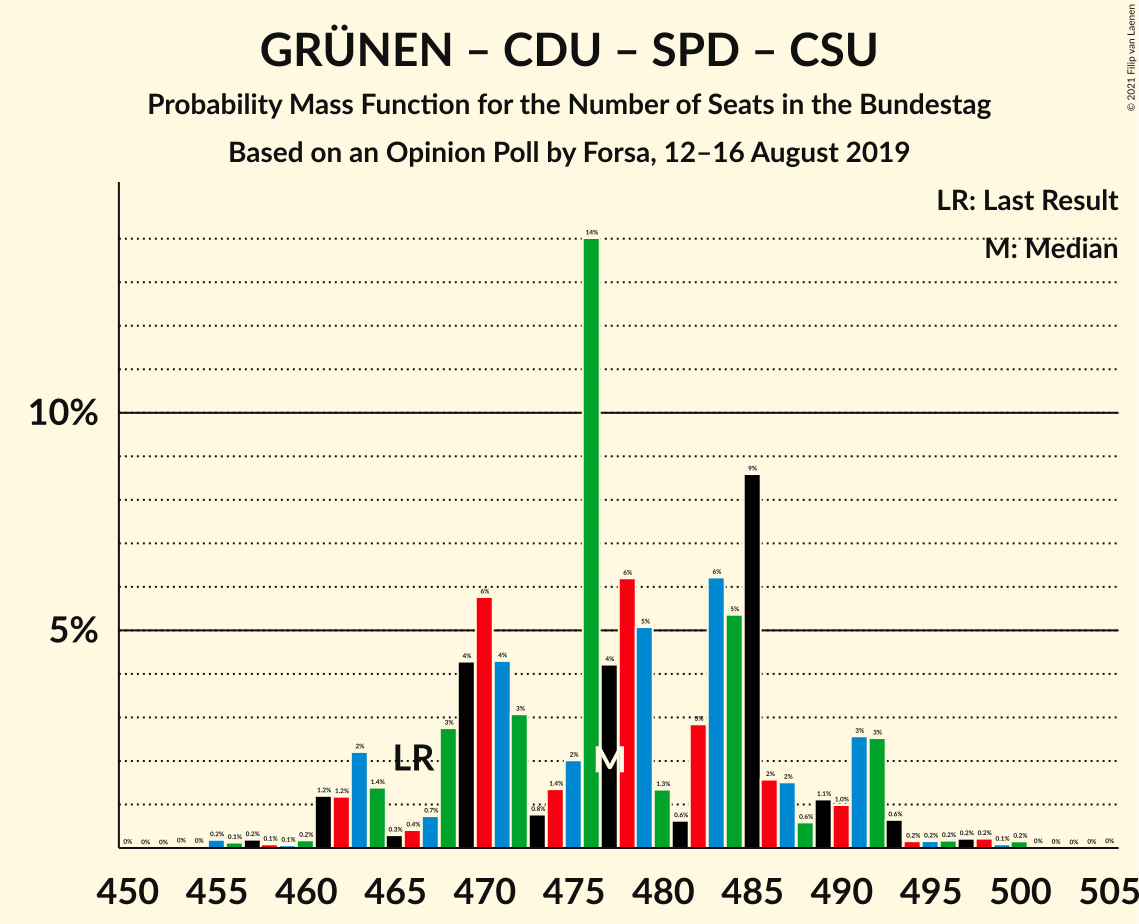 © 2021 Filip van Laenen
GRÜNEN – CDU – SPD – CSU
Probability Mass Function for the Number of Seats in the Bundestag
Based on an Opinion Poll by Forsa, 12–16 August 2019
LR: Last Result
M: Median
10%
5%
LR
M
0% 0% 0% 0% 0% 0.2% 0.1% 0.2% 0.1% 0.1% 0.2% 1.2% 1.2% 2% 1.4% 0.3% 0.4% 0.7% 3% 4% 6% 4% 3% 0.8% 1.4% 2% 14% 4% 6% 5% 1.3% 0.6% 3% 6% 5% 9% 2% 2% 0.6% 1.1% 1.0% 3% 3% 0.6% 0.2% 0.2% 0.2% 0.2% 0.2% 0.1% 0.2% 0% 0% 0% 0% 0%
450 455 460 465 470 475 480 485 490 495 500 505